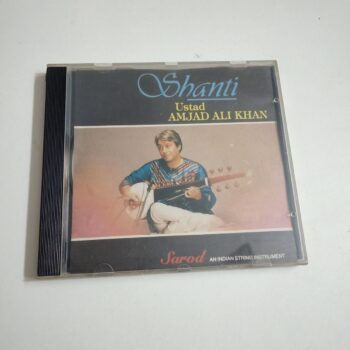 Shanti
Ustad
AMJAD ALI KHAN
Sarod AN INDIAN STRING INSTRUMENT